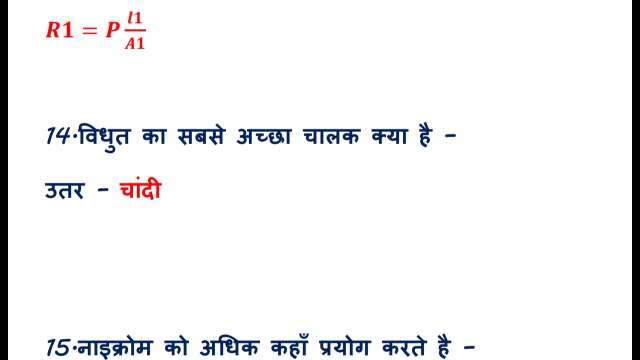 R1 = P l1/A1
14.विधुत का सबसे अच्छा चालक क्या है -
उतर - चांदी
15.नाइक्रोम को अधिक कहाँ प्रयोग करते है -